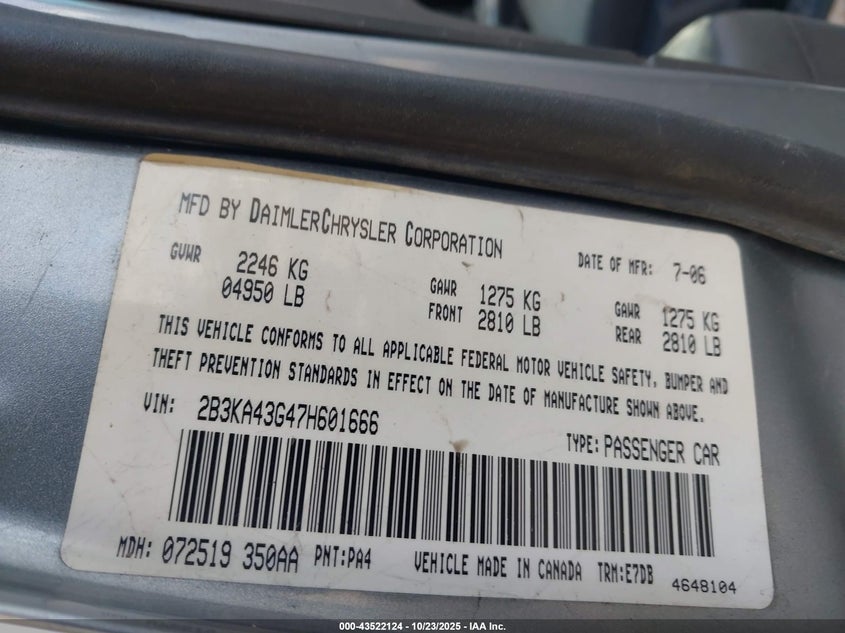 MFD BY DAIMLERCHRYSLER CORPORATION
DATE OF MFR: 7-06
GVWR 2246 KG
04950 LB
GAWR FRONT 1275 KG
2810 LB
GAWR REAR 1275 KG
2810 LB
THIS VEHICLE CONFORMS TO ALL APPLICABLE FEDERAL MOTOR VEHICLE SAFETY, BUMPER AND
THEFT PREVENTION STANDARDS IN EFFECT ON THE DATE OF MANUFACTURE SHOWN ABOVE.
VIN: 2B3KA43G47H601666
TYPE: PASSENGER CAR
MDH: 072519 350AA PNT:PA4 VEHICLE MADE IN CANADA TRM:E7DB 4648104
000-43522124 - 10/23/2025 - IAA Inc.